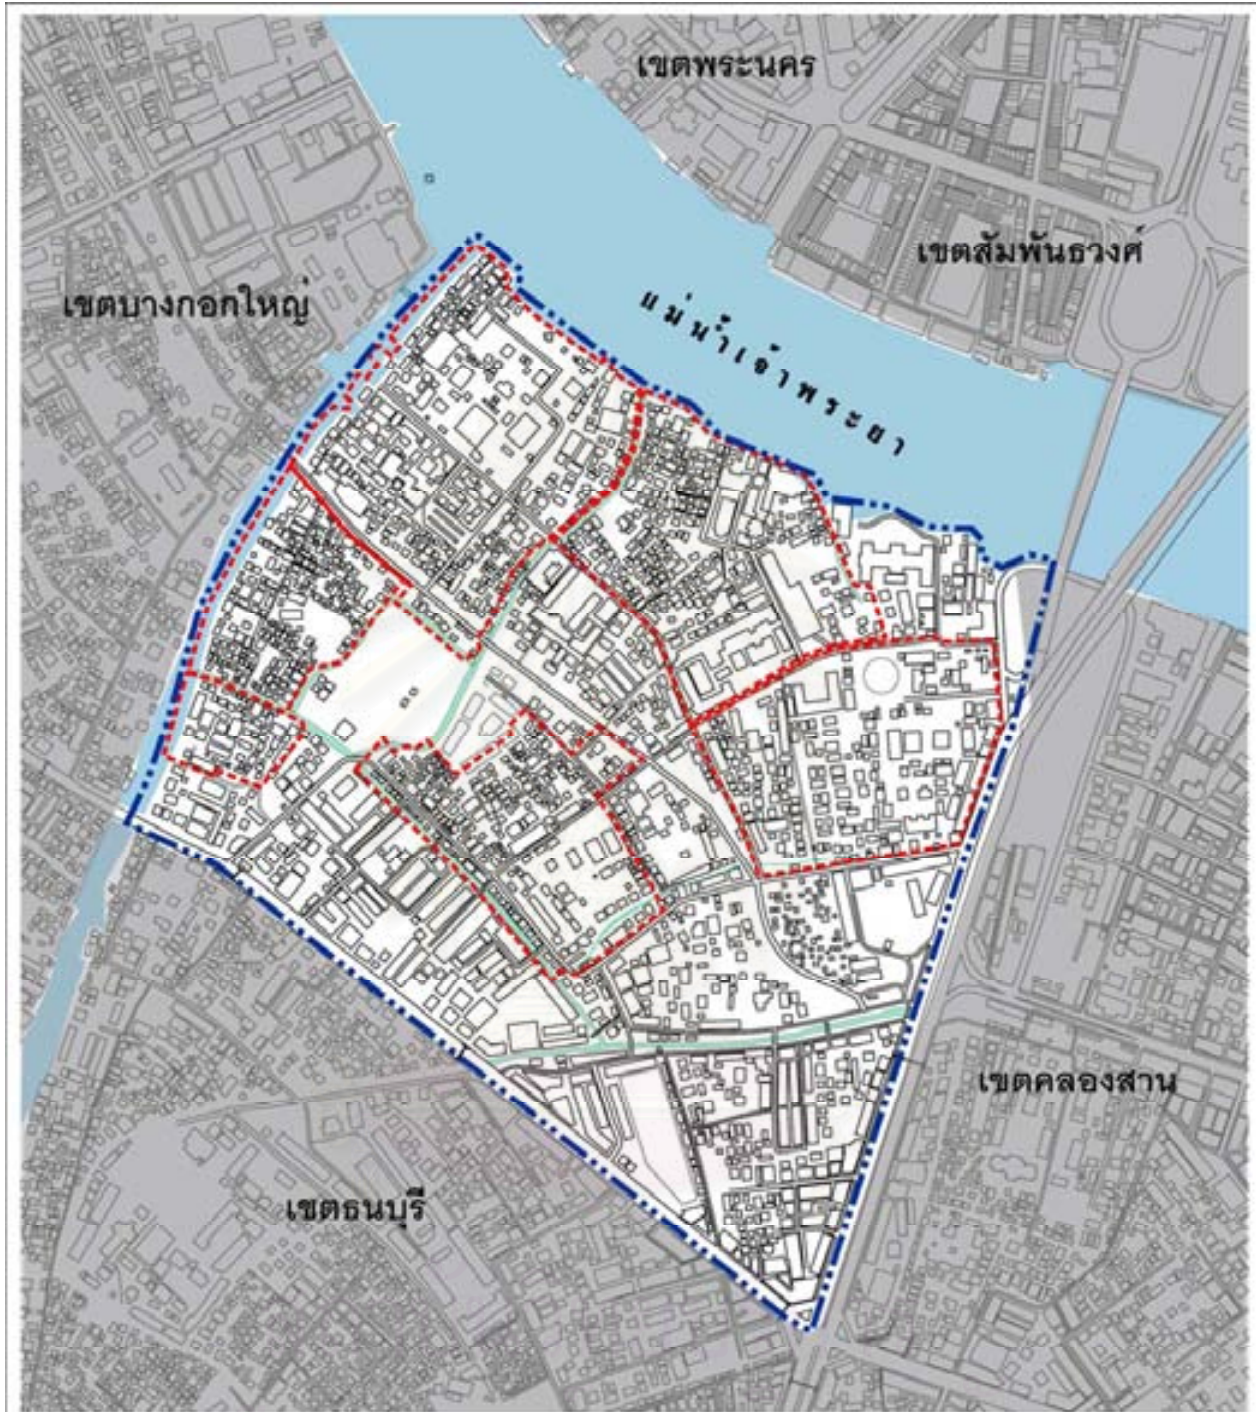 เขตพระนคร
เขตสัมพันธวงศ์
เขตบางกอกใหญ่
แม่น้ำเจ้าพระยา
เขตคลองสาน
เขตธนบุรี